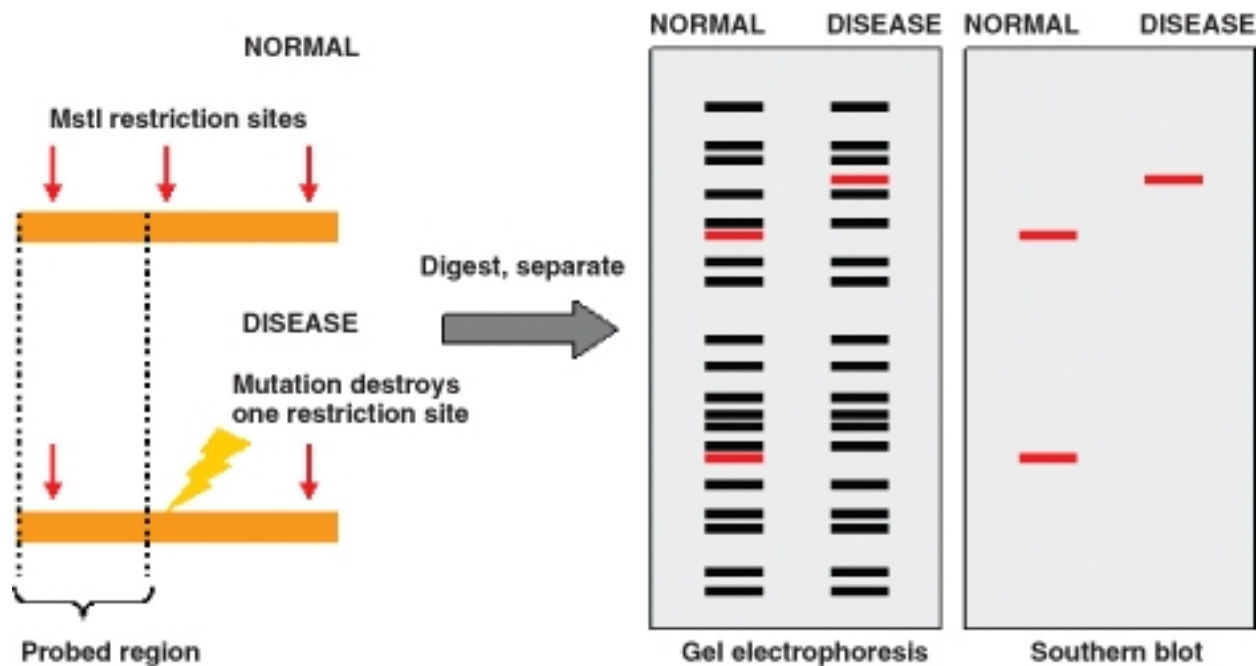 NORMAL
MstI restriction sites
DISEASE
Mutation destroys
one restriction site
Probed region
Digest, separate
NORMAL DISEASE
Gel electrophoresis
NORMAL DISEASE
Southern blot